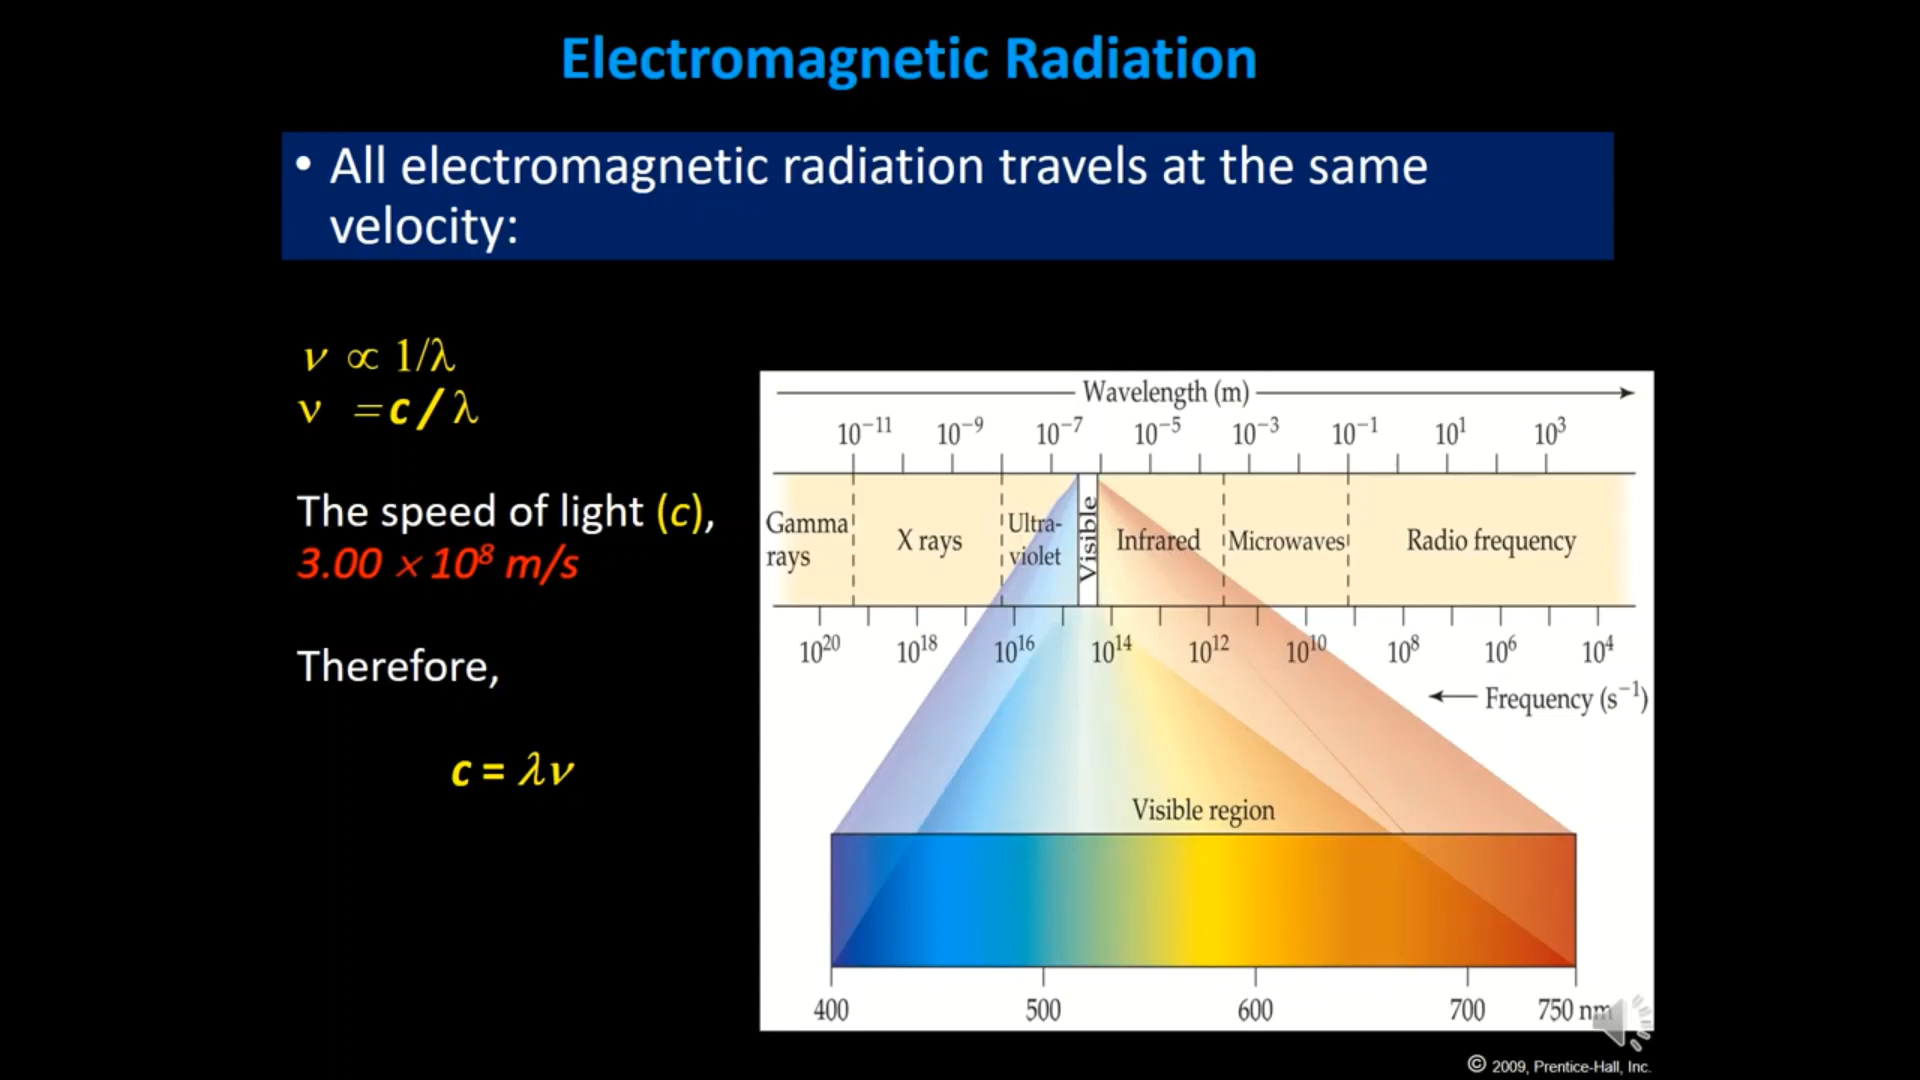 Electromagnetic Radiation
• All electromagnetic radiation travels at the same
velocity:
ν ∝ 1/λ
ν = c / λ
The speed of light (c),
3.00 × 10⁸ m/s
Therefore,
c = λν
Wavelength (m)
10⁻¹¹ 10⁻⁹ 10⁻⁷ 10⁻⁵ 10⁻³ 10⁻¹ 10¹ 10³
Gamma
rays
X rays
Ultra-
violet
Visible
Infrared
Microwaves
Radio frequency
10²⁰ 10¹⁸ 10¹⁶ 10¹⁴ 10¹² 10¹⁰ 10⁸ 10⁶ 10⁴
Frequency (s⁻¹)
Visible region
400 500 600 700 750 nm
© 2009, Prentice-Hall, Inc.